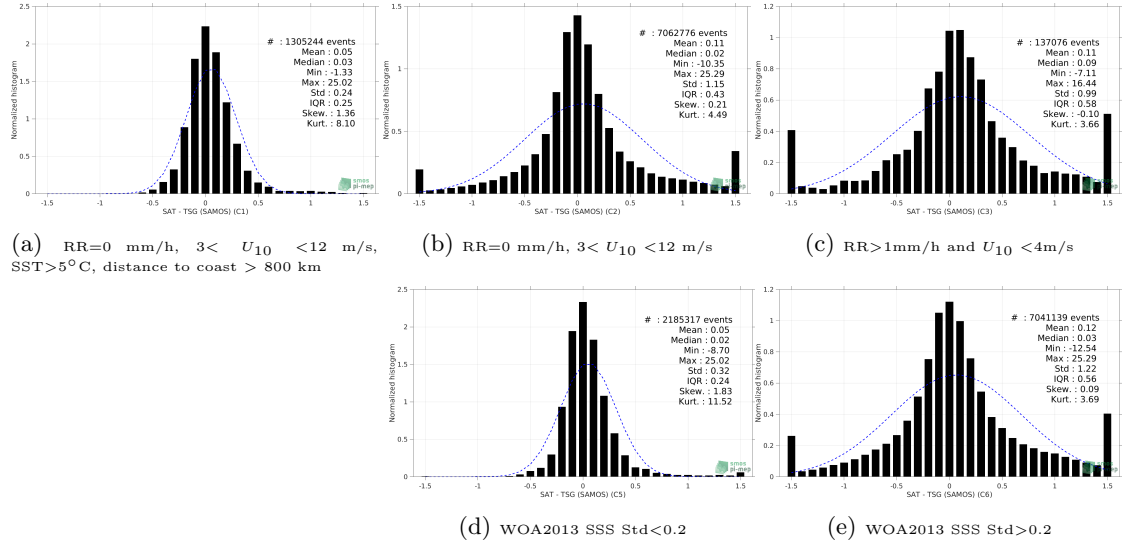 2.5
2
1.5
1
0.5
0
-1.5 -1 -0.5 0 0.5 1 1.5
Normalized histogram
SAT - TSG (SAMOS) (C1)
# : 1305244 events
Mean : 0.05
Median : 0.03
Min : -1.33
Max : 25.02
Std : 0.24
IQR : 0.25
Skew. : 1.36
Kurt. : 8.10
smos
pi-mep
(a) RR=0 mm/h, 3< U10 <12 m/s,
SST>5°C, distance to coast > 800 km
1.5
1
0.5
0
-1.5 -1 -0.5 0 0.5 1 1.5
Normalized histogram
SAT - TSG (SAMOS) (C2)
# : 7062776 events
Mean : 0.11
Median : 0.02
Min : -10.35
Max : 25.29
Std : 1.15
IQR : 0.43
Skew. : 0.21
Kurt. : 4.49
smos
pi-mep
(b) RR=0 mm/h, 3< U10 <12 m/s
1.2
1
0.8
0.6
0.4
0.2
0
-1.5 -1 -0.5 0 0.5 1 1.5
Normalized histogram
SAT - TSG (SAMOS) (C3)
# : 137076 events
Mean : 0.11
Median : 0.09
Min : -7.11
Max : 16.44
Std : 0.99
IQR : 0.58
Skew. : -0.10
Kurt. : 3.66
smos
pi-mep
(c) RR>1mm/h and U10 <4m/s
2.5
2
1.5
1
0.5
0
-1.5 -1 -0.5 0 0.5 1 1.5
Normalized histogram
SAT - TSG (SAMOS) (C5)
# : 2185317 events
Mean : 0.05
Median : 0.02
Min : -8.70
Max : 25.02
Std : 0.32
IQR : 0.24
Skew. : 1.83
Kurt. : 11.52
smos
pi-mep
(d) WOA2013 SSS Std<0.2
1.2
1
0.8
0.6
0.4
0.2
0
-1.5 -1 -0.5 0 0.5 1 1.5
Normalized histogram
SAT - TSG (SAMOS) (C6)
# : 7041139 events
Mean : 0.12
Median : 0.03
Min : -12.54
Max : 25.29
Std : 1.22
IQR : 0.56
Skew. : 0.09
Kurt. : 3.69
smos
pi-mep
(e) WOA2013 SSS Std>0.2